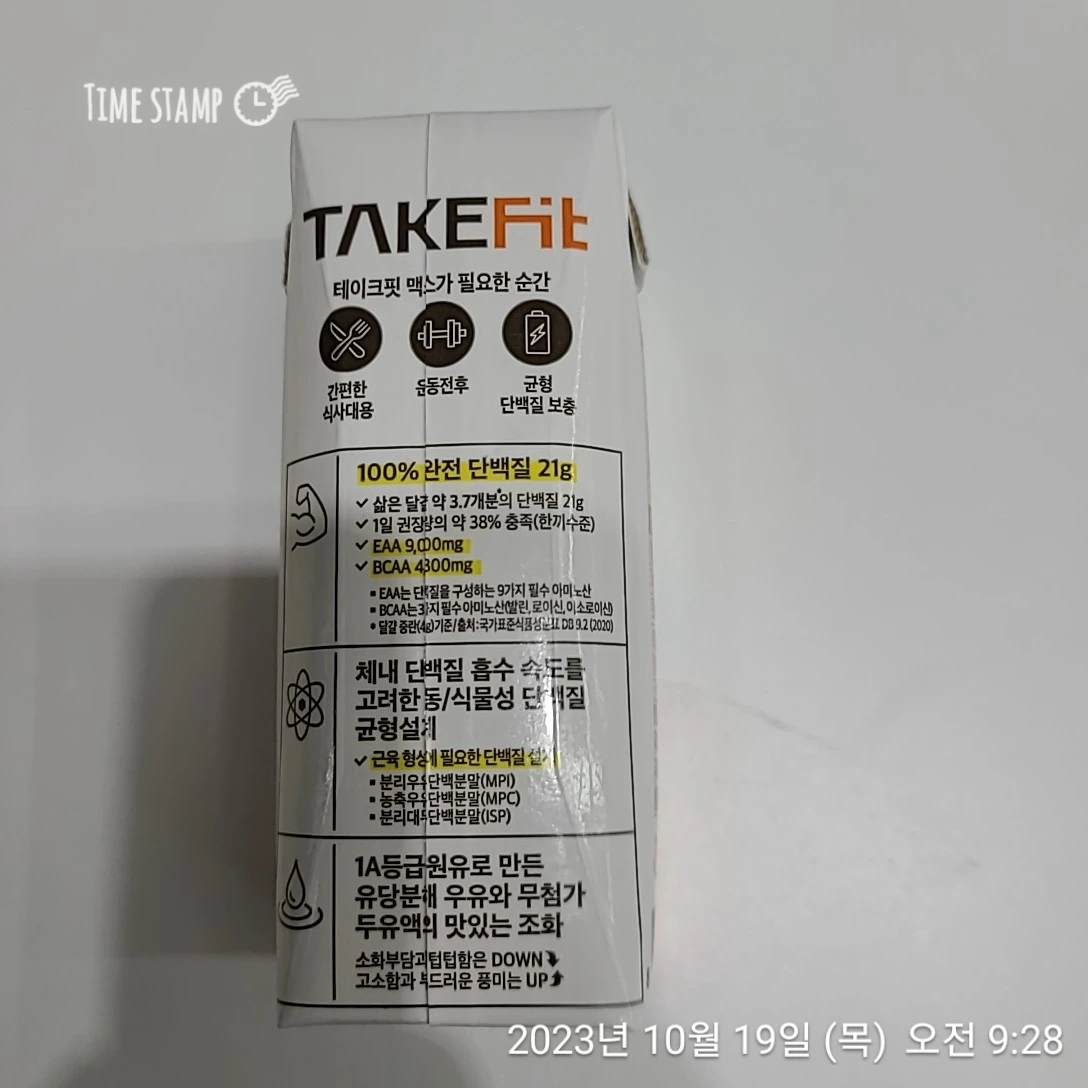 TIME STAMP
TAKEFit
테이크핏 맥스가 필요한 순간
간편한
식사대용
운동전후
균형
단백질 보충
100% 완전 단백질 21g
삶은 달걀 약 3.7개분*의 단백질 21g
1일 권장량의 약 38% 충족(한끼수준)
EAA 9,000mg
BCAA 4300mg
▪ EAA는 단백질을 구성하는 9가지 필수 아미노산
▪ BCAA는 3가지 필수 아미노산(발린, 로이신, 이소로이신)
* 달걀 중란(4g)기준/출처:국가표준식품성분표 DB 9.2 (2020)
체내 단백질 흡수 속도를
고려한 동/식물성 단백질
균형설계
근육 형성에 필요한 단백질 설계
▪ 분리우유단백분말(MPI)
▪ 농축우유단백분말(MPC)
▪ 분리대두단백분말(ISP)
1A등급원유로 만든
유당분해 우유와 무첨가
두유액의 맛있는 조화
소화부담과 텁텁함은 DOWN
고소함과 부드러운 풍미는 UP
2023년 10월 19일 (목) 오전 9:28